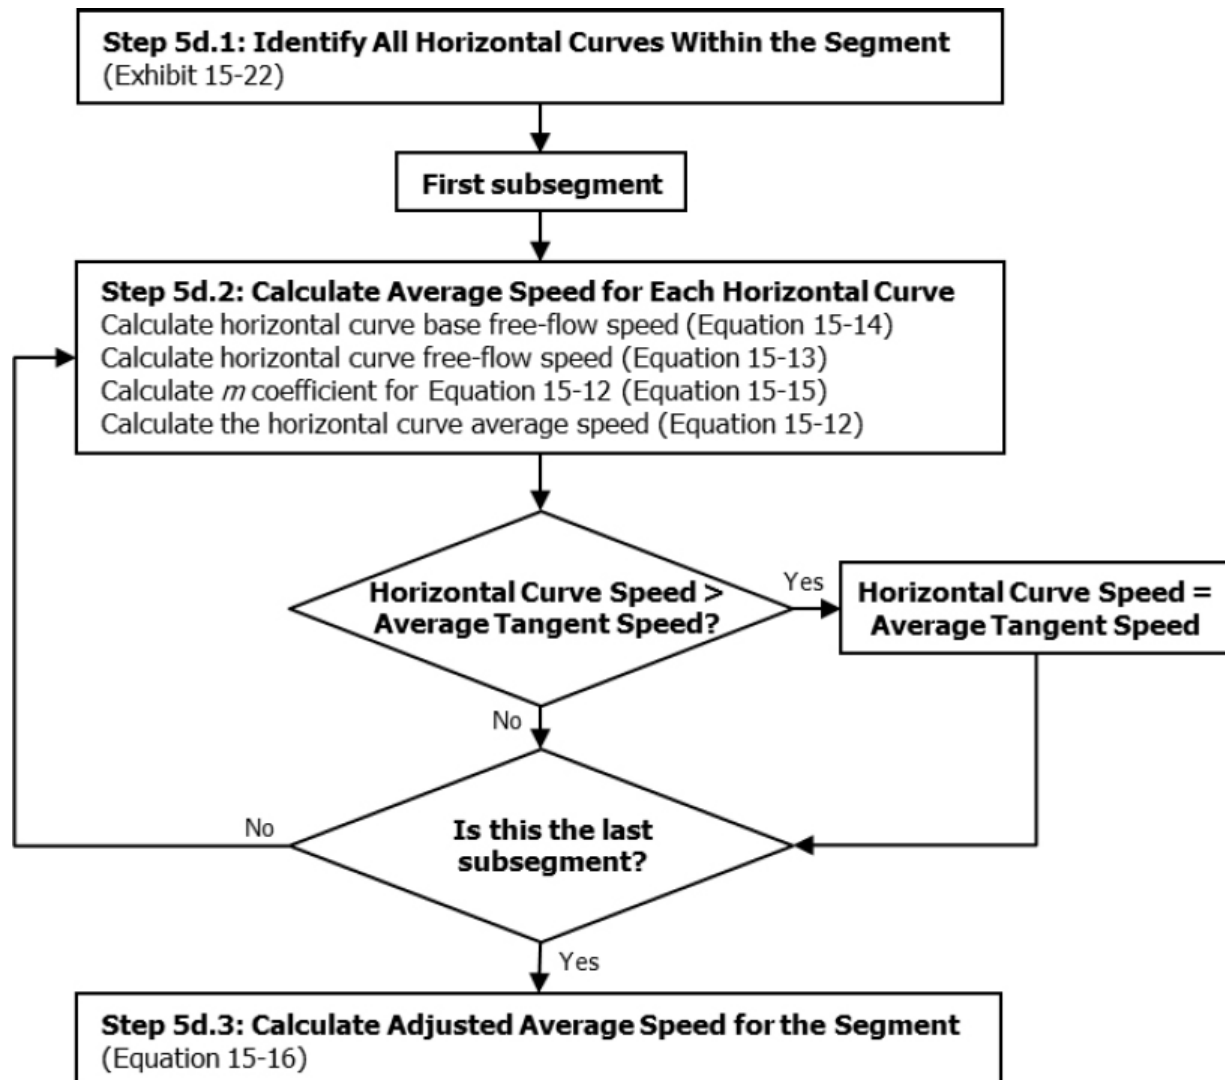 Step 5d.1: Identify All Horizontal Curves Within the Segment
(Exhibit 15-22)
First subsegment
Step 5d.2: Calculate Average Speed for Each Horizontal Curve
Calculate horizontal curve base free-flow speed (Equation 15-14)
Calculate horizontal curve free-flow speed (Equation 15-13)
Calculate m coefficient for Equation 15-12 (Equation 15-15)
Calculate the horizontal curve average speed (Equation 15-12)
Horizontal Curve Speed >
Average Tangent Speed?
Yes
Horizontal Curve Speed =
Average Tangent Speed
No
Is this the last
subsegment?
No
Yes
Step 5d.3: Calculate Adjusted Average Speed for the Segment
(Equation 15-16)